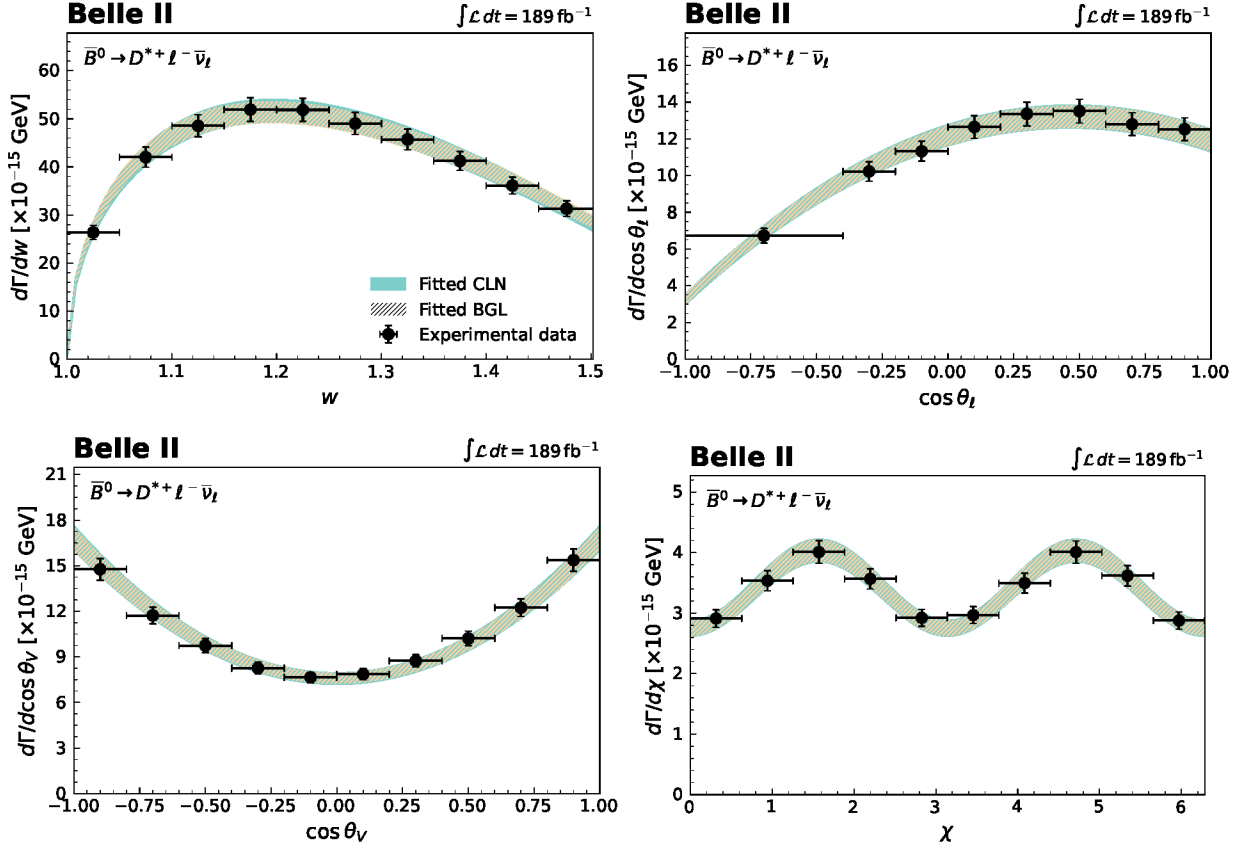 Belle II
∫ℒ dt = 189 fb⁻¹
B̅⁰ → D*⁺ ℓ⁻ ν̅ℓ
dΓ/dw [×10⁻¹⁵ GeV]
60
50
40
30
20
10
0
Fitted CLN
Fitted BGL
Experimental data
1.0 1.1 1.2 1.3 1.4 1.5
w
Belle II
∫ℒ dt = 189 fb⁻¹
B̅⁰ → D*⁺ ℓ⁻ ν̅ℓ
dΓ/dcos θℓ [×10⁻¹⁵ GeV]
16
14
12
10
8
6
4
2
0
−1.00 −0.75 −0.50 −0.25 0.00 0.25 0.50 0.75 1.00
cos θℓ
Belle II
∫ℒ dt = 189 fb⁻¹
B̅⁰ → D*⁺ ℓ⁻ ν̅ℓ
dΓ/dcos θV [×10⁻¹⁵ GeV]
21
18
15
12
9
6
3
0
−1.00 −0.75 −0.50 −0.25 0.00 0.25 0.50 0.75 1.00
cos θV
Belle II
∫ℒ dt = 189 fb⁻¹
B̅⁰ → D*⁺ ℓ⁻ ν̅ℓ
dΓ/dχ [×10⁻¹⁵ GeV]
5
4
3
2
1
0
0 1 2 3 4 5 6
χ